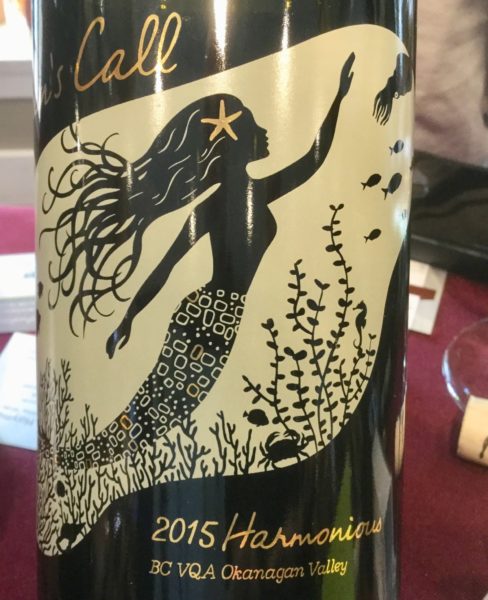 n's Call
2015 Harmonious
BC VQA Okanagan Valley